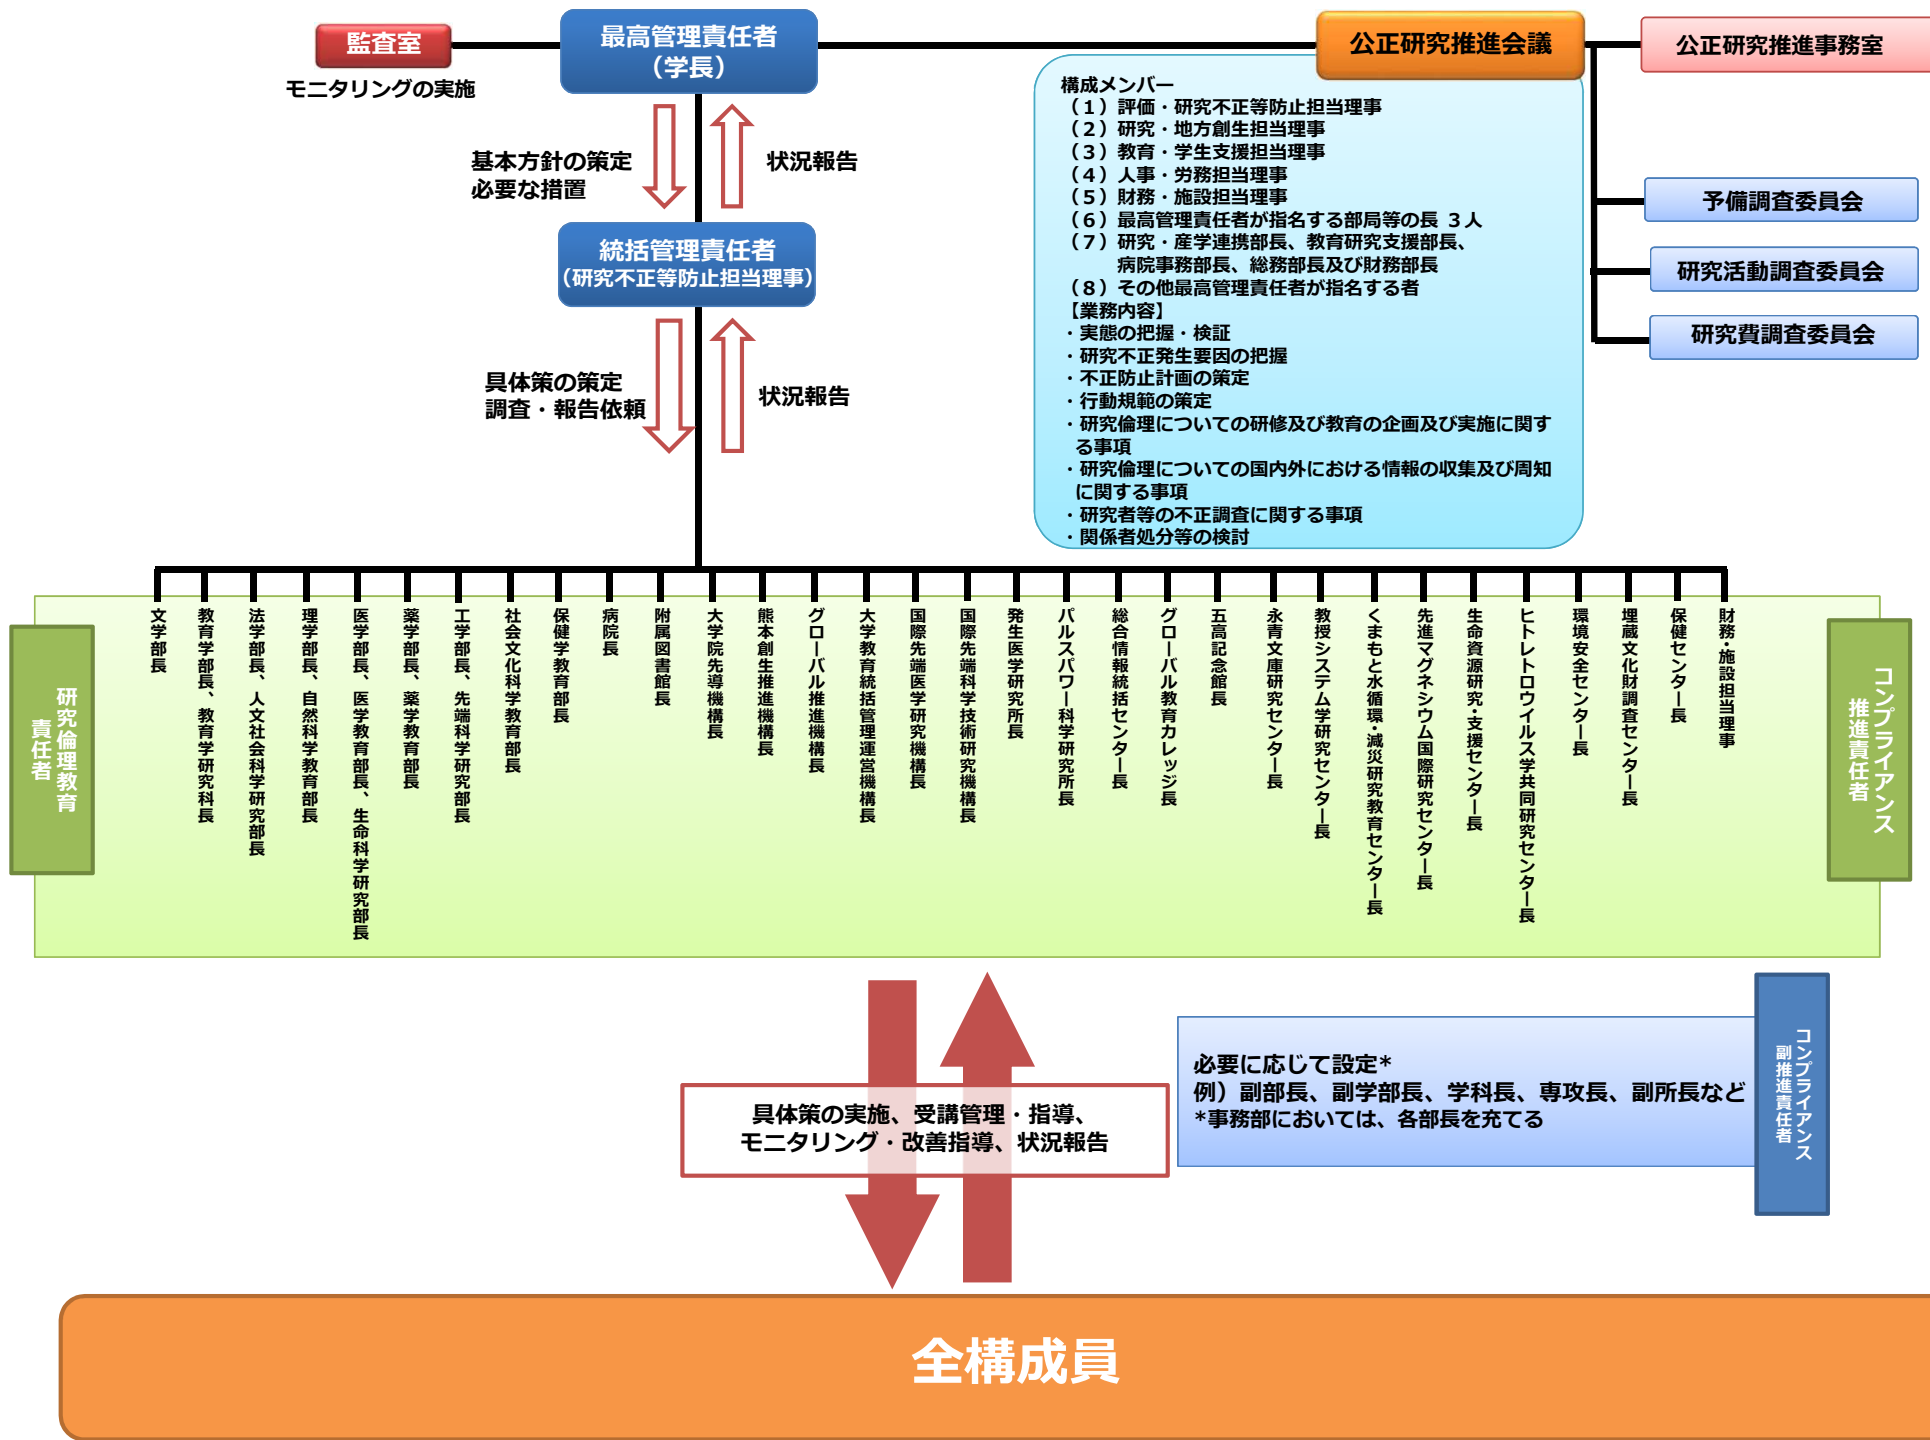 監査室
モニタリングの実施
最高管理責任者
（学長）
公正研究推進会議
公正研究推進事務室
構成メンバー
（１）評価・研究不正等防止担当理事
（２）研究・地方創生担当理事
（３）教育・学生支援担当理事
（４）人事・労務担当理事
（５）財務・施設担当理事
（６）最高管理責任者が指名する部局等の長 ３人
（７）研究・産学連携部長、教育研究支援部長、
病院事務部長、総務部長及び財務部長
（８）その他最高管理責任者が指名する者
【業務内容】
・実態の把握・検証
・研究不正発生要因の把握
・不正防止計画の策定
・行動規範の策定
・研究倫理についての研修及び教育の企画及び実施に関す
る事項
・研究倫理についての国内外における情報の収集及び周知
に関する事項
・研究者等の不正調査に関する事項
・関係者処分等の検討
予備調査委員会
研究活動調査委員会
研究費調査委員会
基本方針の策定
必要な措置
状況報告
統括管理責任者
（研究不正等防止担当理事）
具体策の策定
調査・報告依頼
状況報告
研究倫理教育
責任者
文学部長
教育学部長、教育学研究科長
法学部長、人文社会科学研究部長
理学部長、自然科学教育部長
医学部長、医学教育部長、生命科学研究部長
薬学部長、薬学教育部長
工学部長、先端科学研究部長
社会文化科学教育部長
保健学教育部長
病院長
附属図書館長
大学院先導機構長
熊本創生推進機構長
グローバル推進機構長
大学教育統括管理運営機構長
国際先端医学研究機構長
国際先端科学技術研究機構長
発生医学研究所長
パルスパワー科学研究所長
総合情報統括センター長
グローバル教育カレッジ長
五高記念館長
永青文庫研究センター長
教授システム学研究センター長
くまもと水循環・減災研究教育センター長
先進マグネシウム国際研究センター長
生命資源研究・支援センター長
ヒトレトロウイルス学共同研究センター長
環境安全センター長
埋蔵文化財調査センター長
保健センター長
財務・施設担当理事
コンプライアンス
推進責任者
具体策の実施、受講管理・指導、
モニタリング・改善指導、状況報告
必要に応じて設定*
例）副部長、副学部長、学科長、専攻長、副所長など
*事務部においては、各部長を充てる
コンプライアンス
副推進責任者
全構成員